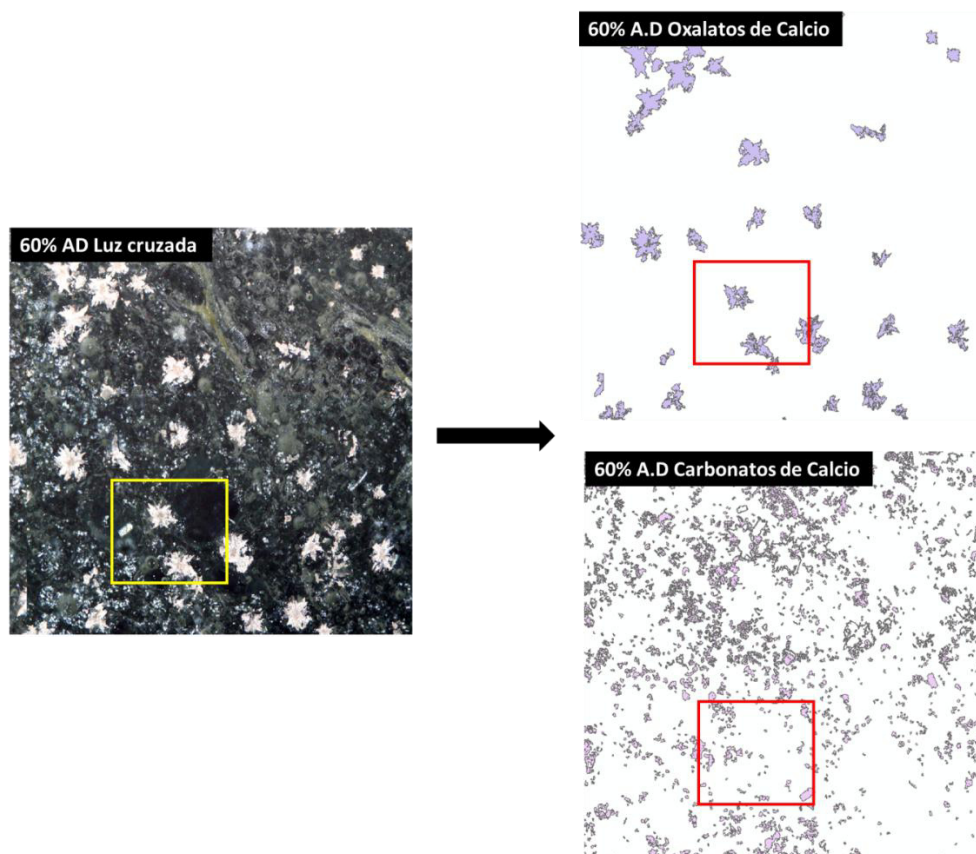 60% A.D Oxalatos de Calcio
60% AD Luz cruzada
60% A.D Carbonatos de Calcio